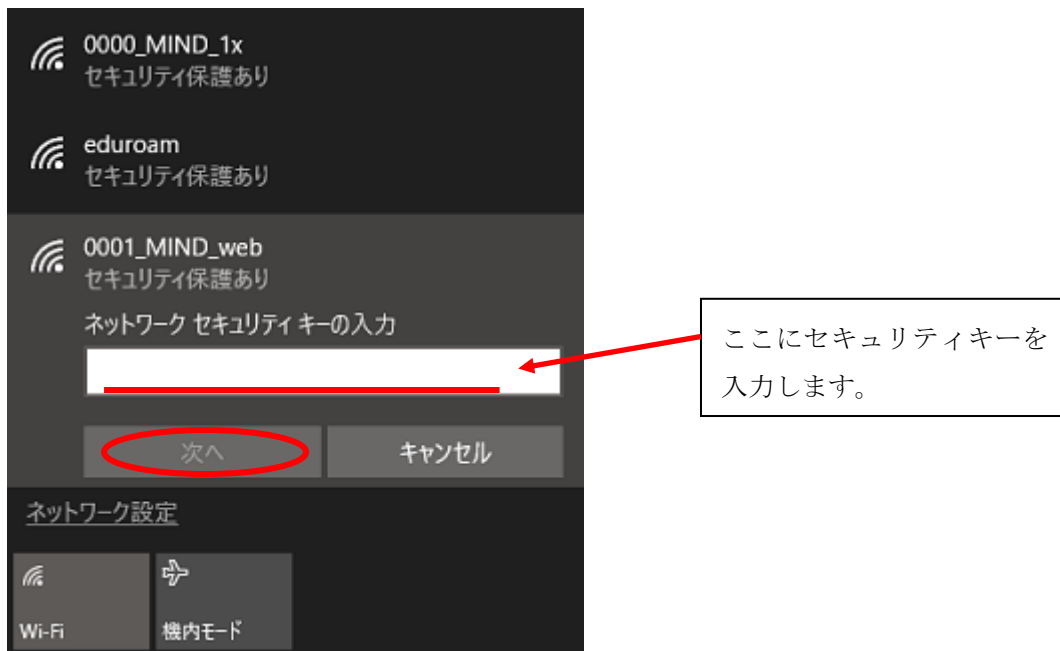 0000_MIND_1x
セキュリティ保護あり
eduroam
セキュリティ保護あり
0001_MIND_web
セキュリティ保護あり
ネットワーク セキュリティ キーの入力
次へ
キャンセル
ここにセキュリティキーを
入力します。
ネットワーク設定
Wi-Fi
機内モード